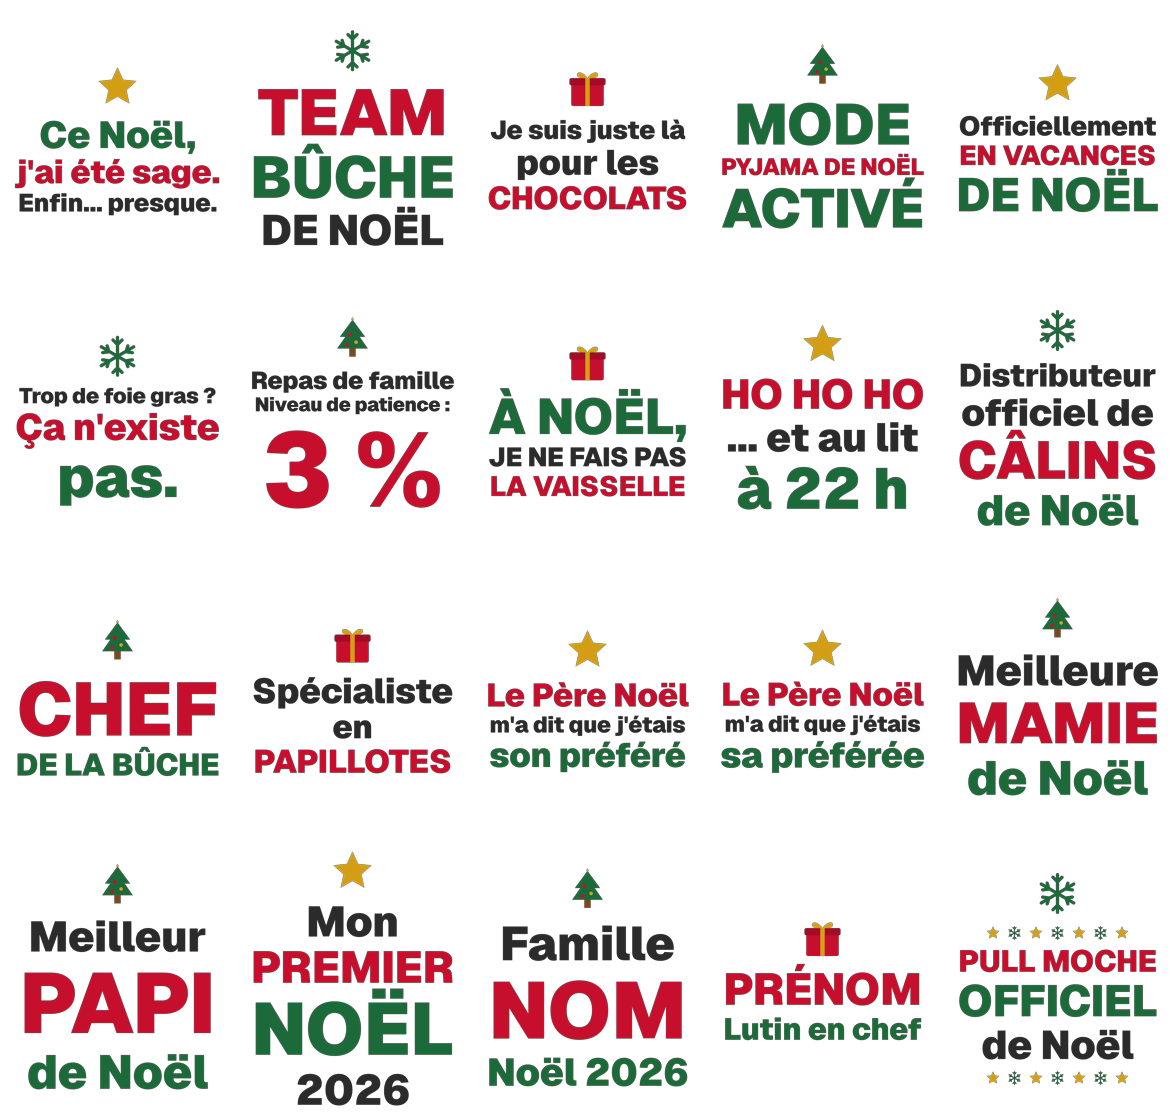 Ce Noël,
j'ai été sage.
Enfin... presque.
TEAM
BÛCHE
DE NOËL
Je suis juste là
pour les
CHOCOLATS
MODE
PYJAMA DE NOËL
ACTIVÉ
Officiellement
EN VACANCES
DE NOËL
Trop de foie gras ?
Ça n'existe
pas.
Repas de famille
Niveau de patience :
3 %
À NOËL,
JE NE FAIS PAS
LA VAISSELLE
HO HO HO
... et au lit
à 22 h
Distributeur
officiel de
CÂLINS
de Noël
CHEF
DE LA BÛCHE
Spécialiste
en
PAPILLOTES
Le Père Noël
m'a dit que j'étais
son préféré
Le Père Noël
m'a dit que j'étais
sa préférée
Meilleure
MAMIE
de Noël
Meilleur
PAPI
de Noël
Mon
PREMIER
NOËL
2026
Famille
NOM
Noël 2026
PRÉNOM
Lutin en chef
PULL MOCHE
OFFICIEL
de Noël